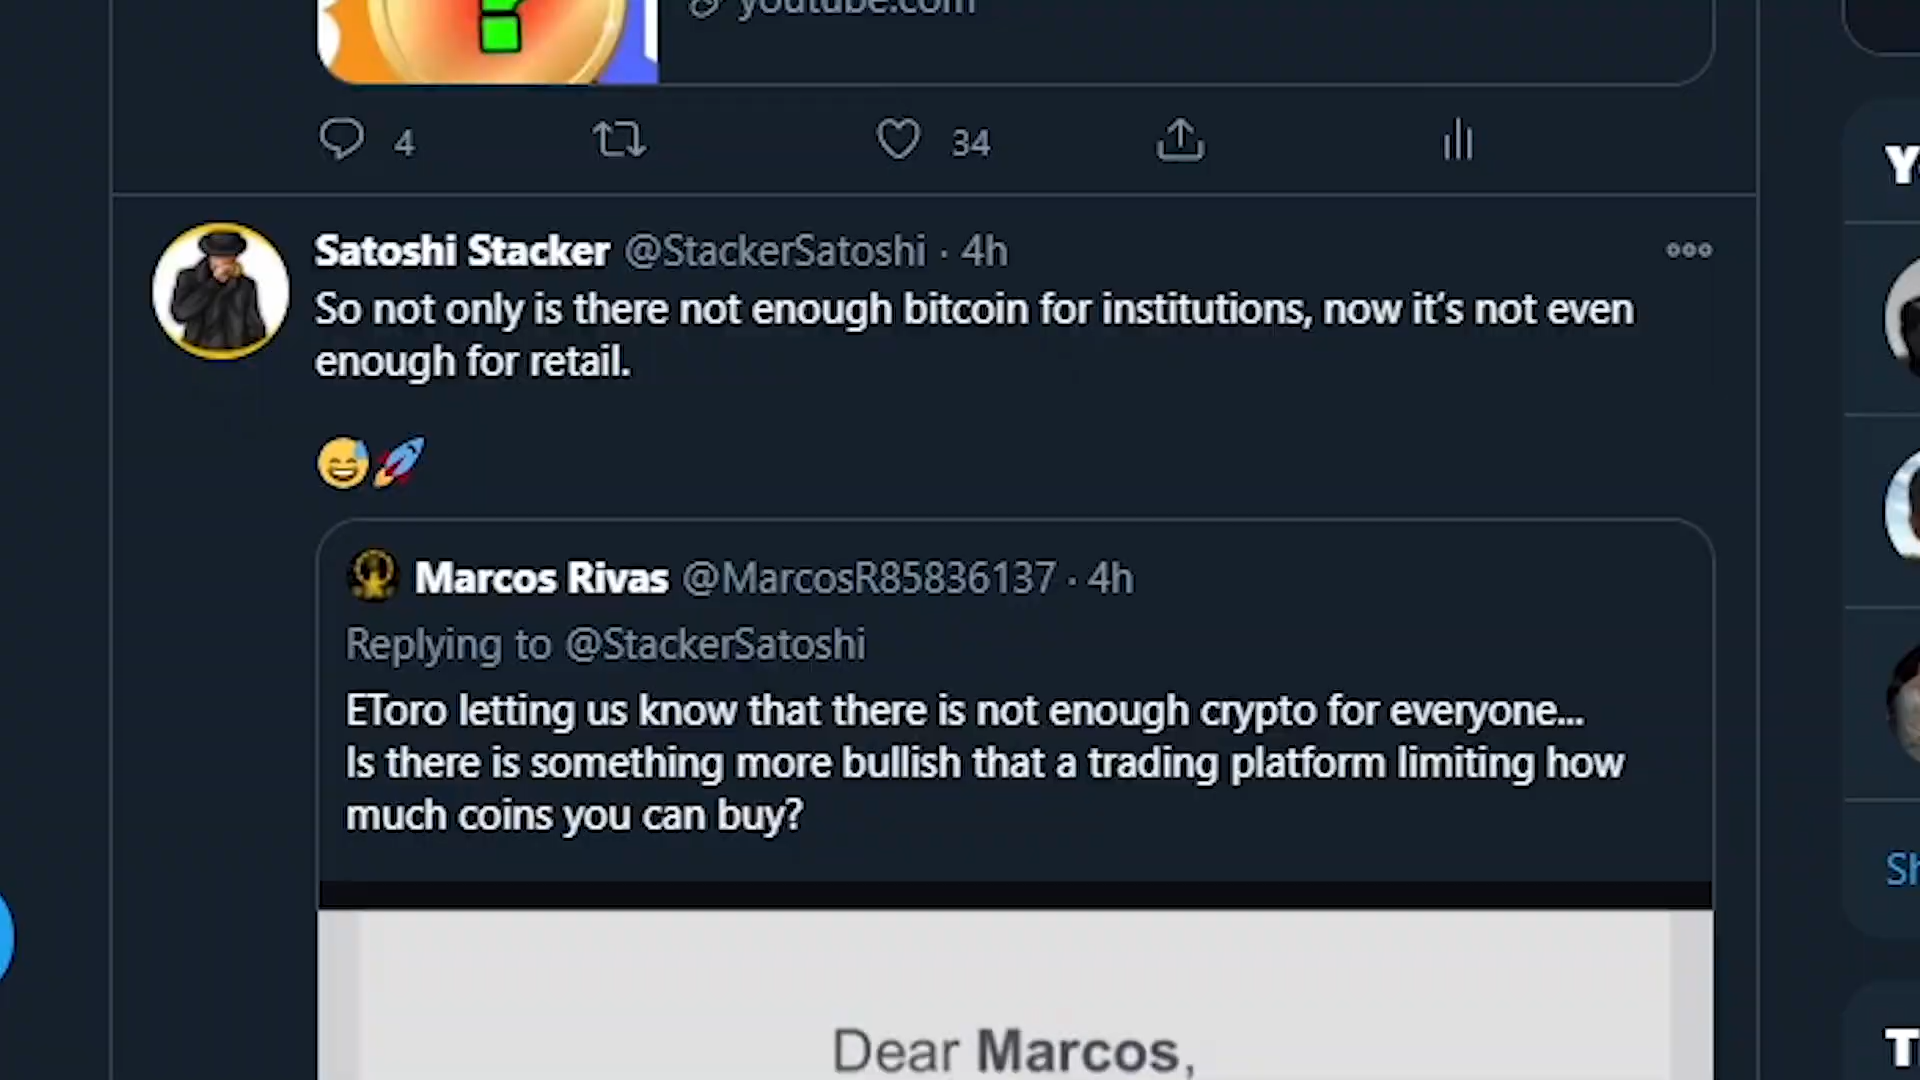 youtube.com
4
34
Satoshi Stacker @StackerSatoshi · 4h
So not only is there not enough bitcoin for institutions, now it’s not even
enough for retail.
Marcos Rivas @MarcosR85836137 · 4h
Replying to @StackerSatoshi
EToro letting us know that there is not enough crypto for everyone...
Is there is something more bullish that a trading platform limiting how
much coins you can buy?
Dear Marcos,